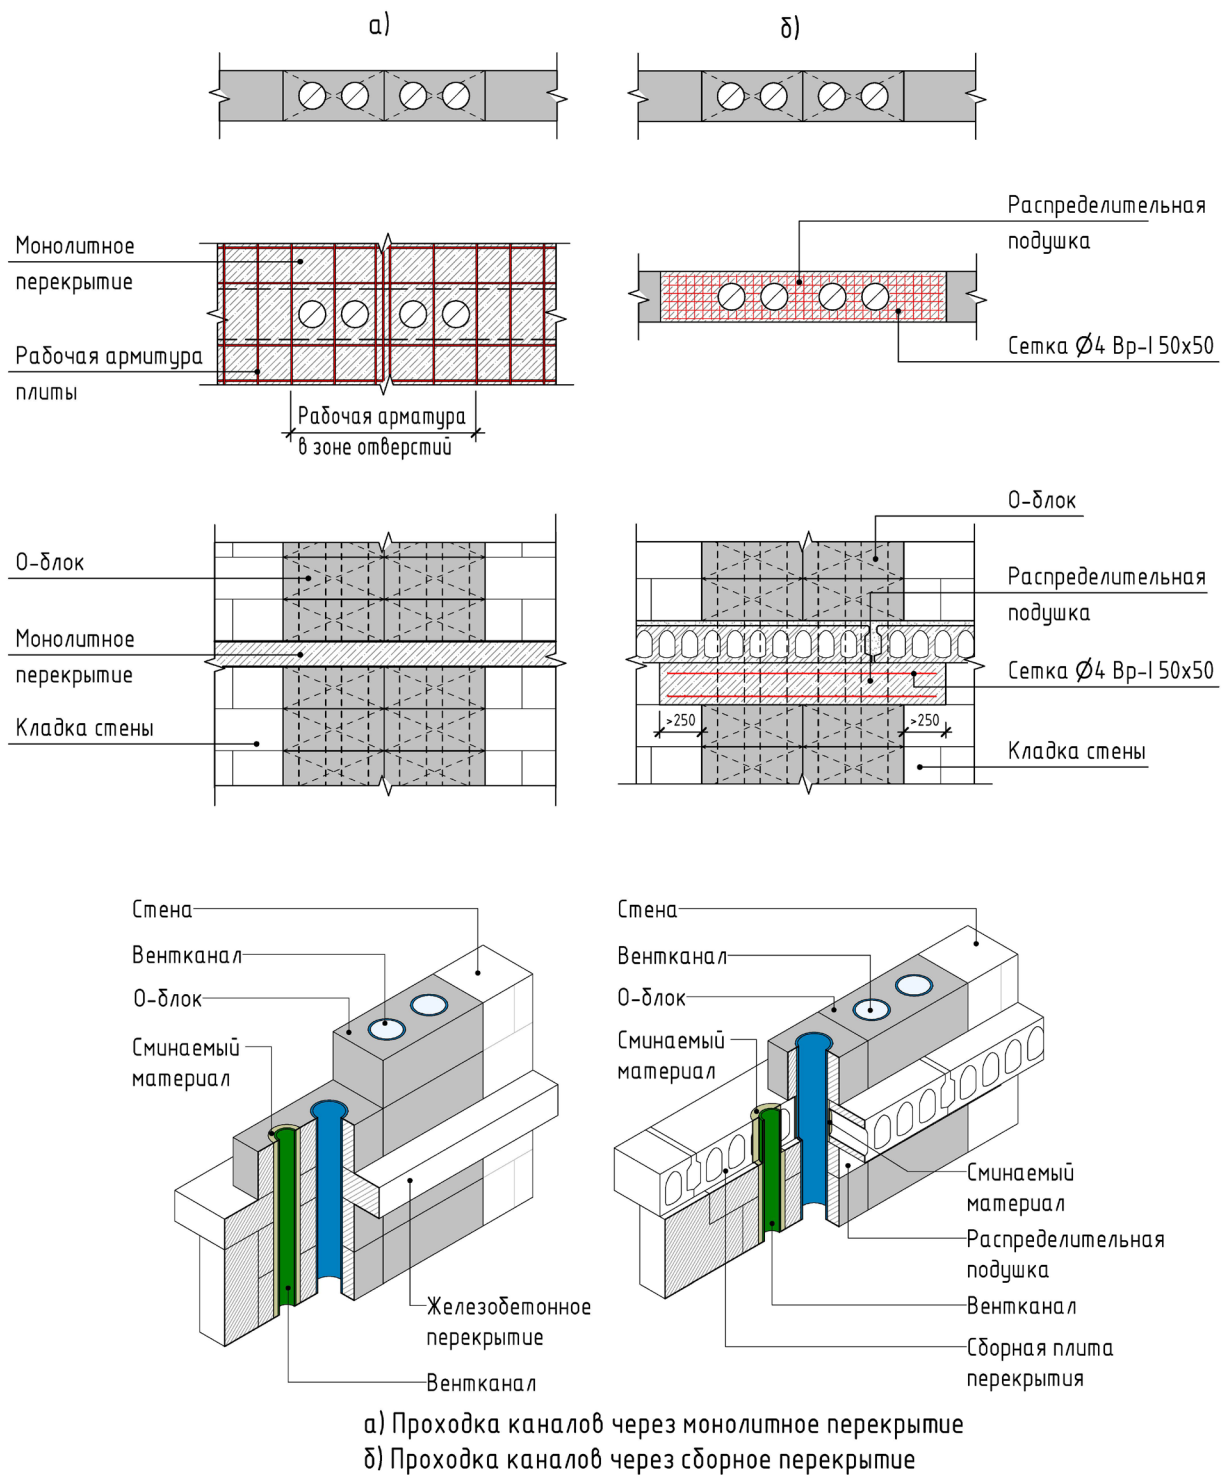 а)
б)
Монолитное
перекрытие
Рабочая армитура
плиты
Рабочая арматура
в зоне отверстий
Распределительная
подушка
Сетка Ø4 Вр-I 50x50
О-блок
Монолитное
перекрытие
Кладка стены
О-блок
Распределительная
подушка
Сетка Ø4 Вр-I 50x50
>250
>250
Кладка стены
Стена
Вентканал
О-блок
Сминаемый
материал
Железобетонное
перекрытие
Вентканал
Стена
Вентканал
О-блок
Сминаемый
материал
Сминаемый
материал
Распределительная
подушка
Вентканал
Сборная плита
перекрытия
а) Проходка каналов через монолитное перекрытие
б) Проходка каналов через сборное перекрытие